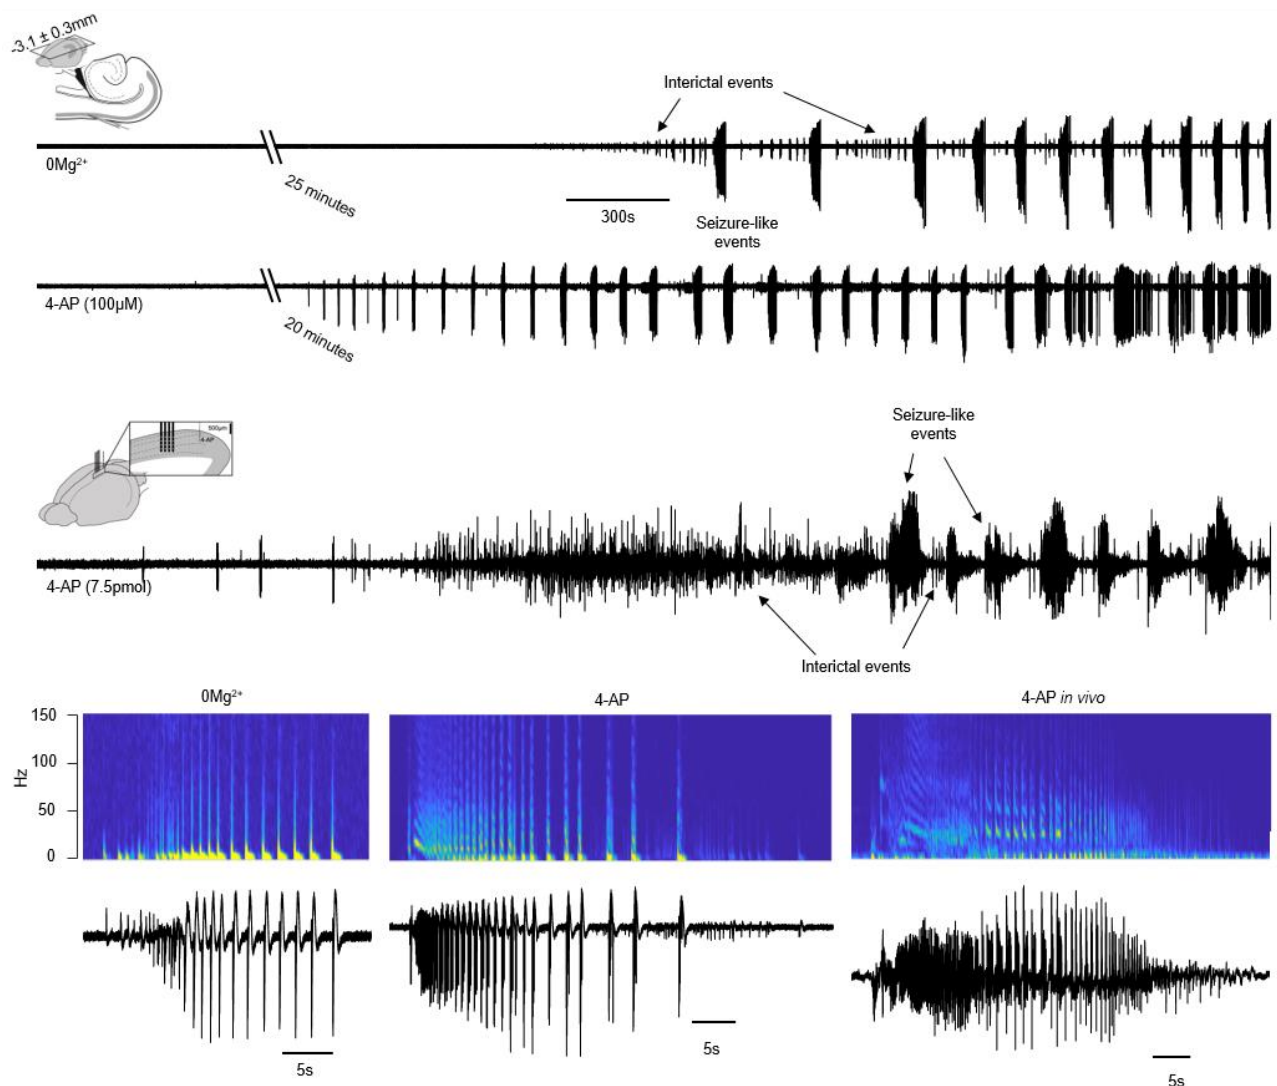 -3.1 ± 0.3mm
Interictal events
0Mg²⁺
25 minutes
300s
Seizure-like
events
4-AP (100µM)
20 minutes
Seizure-like
events
500µm
4-AP
4-AP (7.5pmol)
Interictal events
0Mg²⁺
4-AP
4-AP in vivo
150
100
50
0
Hz
5s
5s
5s